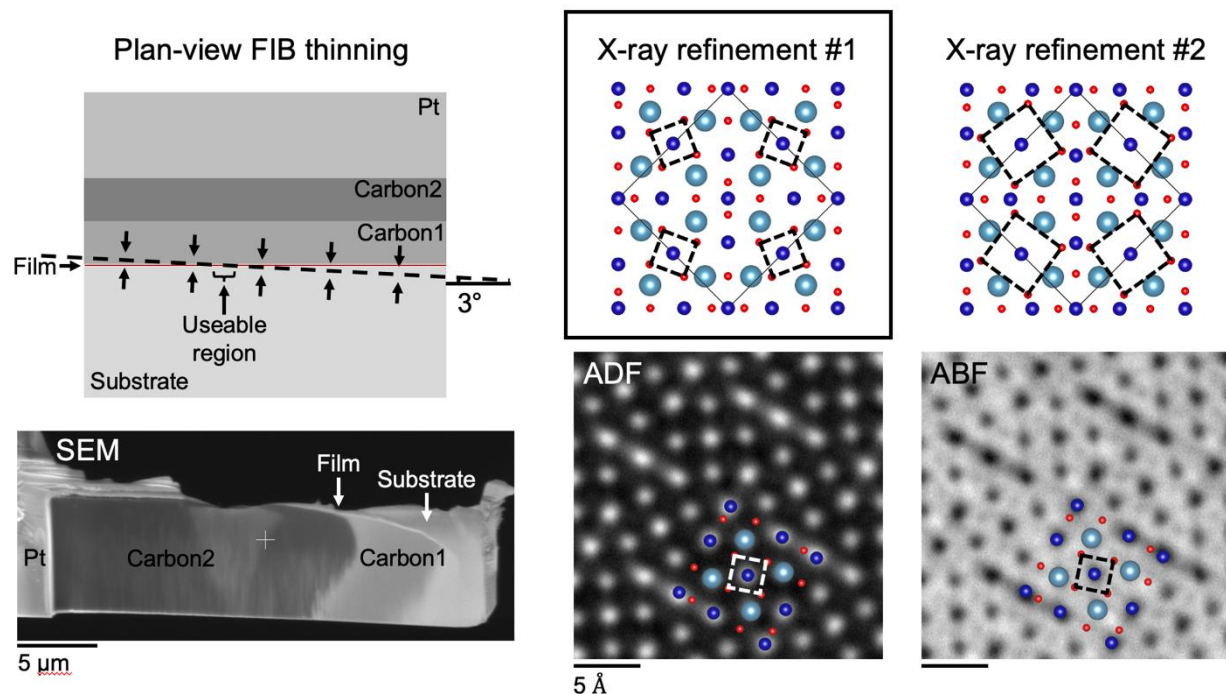 Plan-view FIB thinning
Pt
Carbon2
Carbon1
Film
3°
Useable
region
Substrate
SEM
Film
Substrate
Pt
Carbon2
Carbon1
5 µm
X-ray refinement #1
X-ray refinement #2
ADF
ABF
5 Å